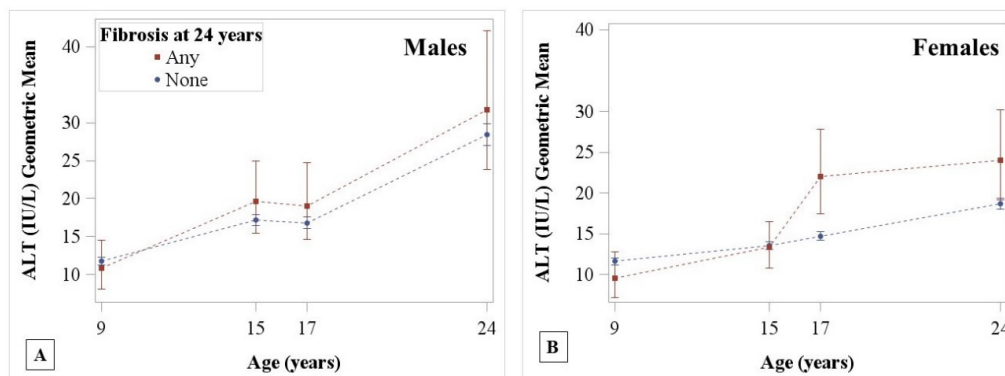 Fibrosis at 24 years
Any
None
Males
ALT (IU/L) Geometric Mean
40
30
25
20
15
10
9
15
17
24
Age (years)
A
Females
ALT (IU/L) Geometric Mean
40
30
25
20
15
10
9
15
17
24
Age (years)
B